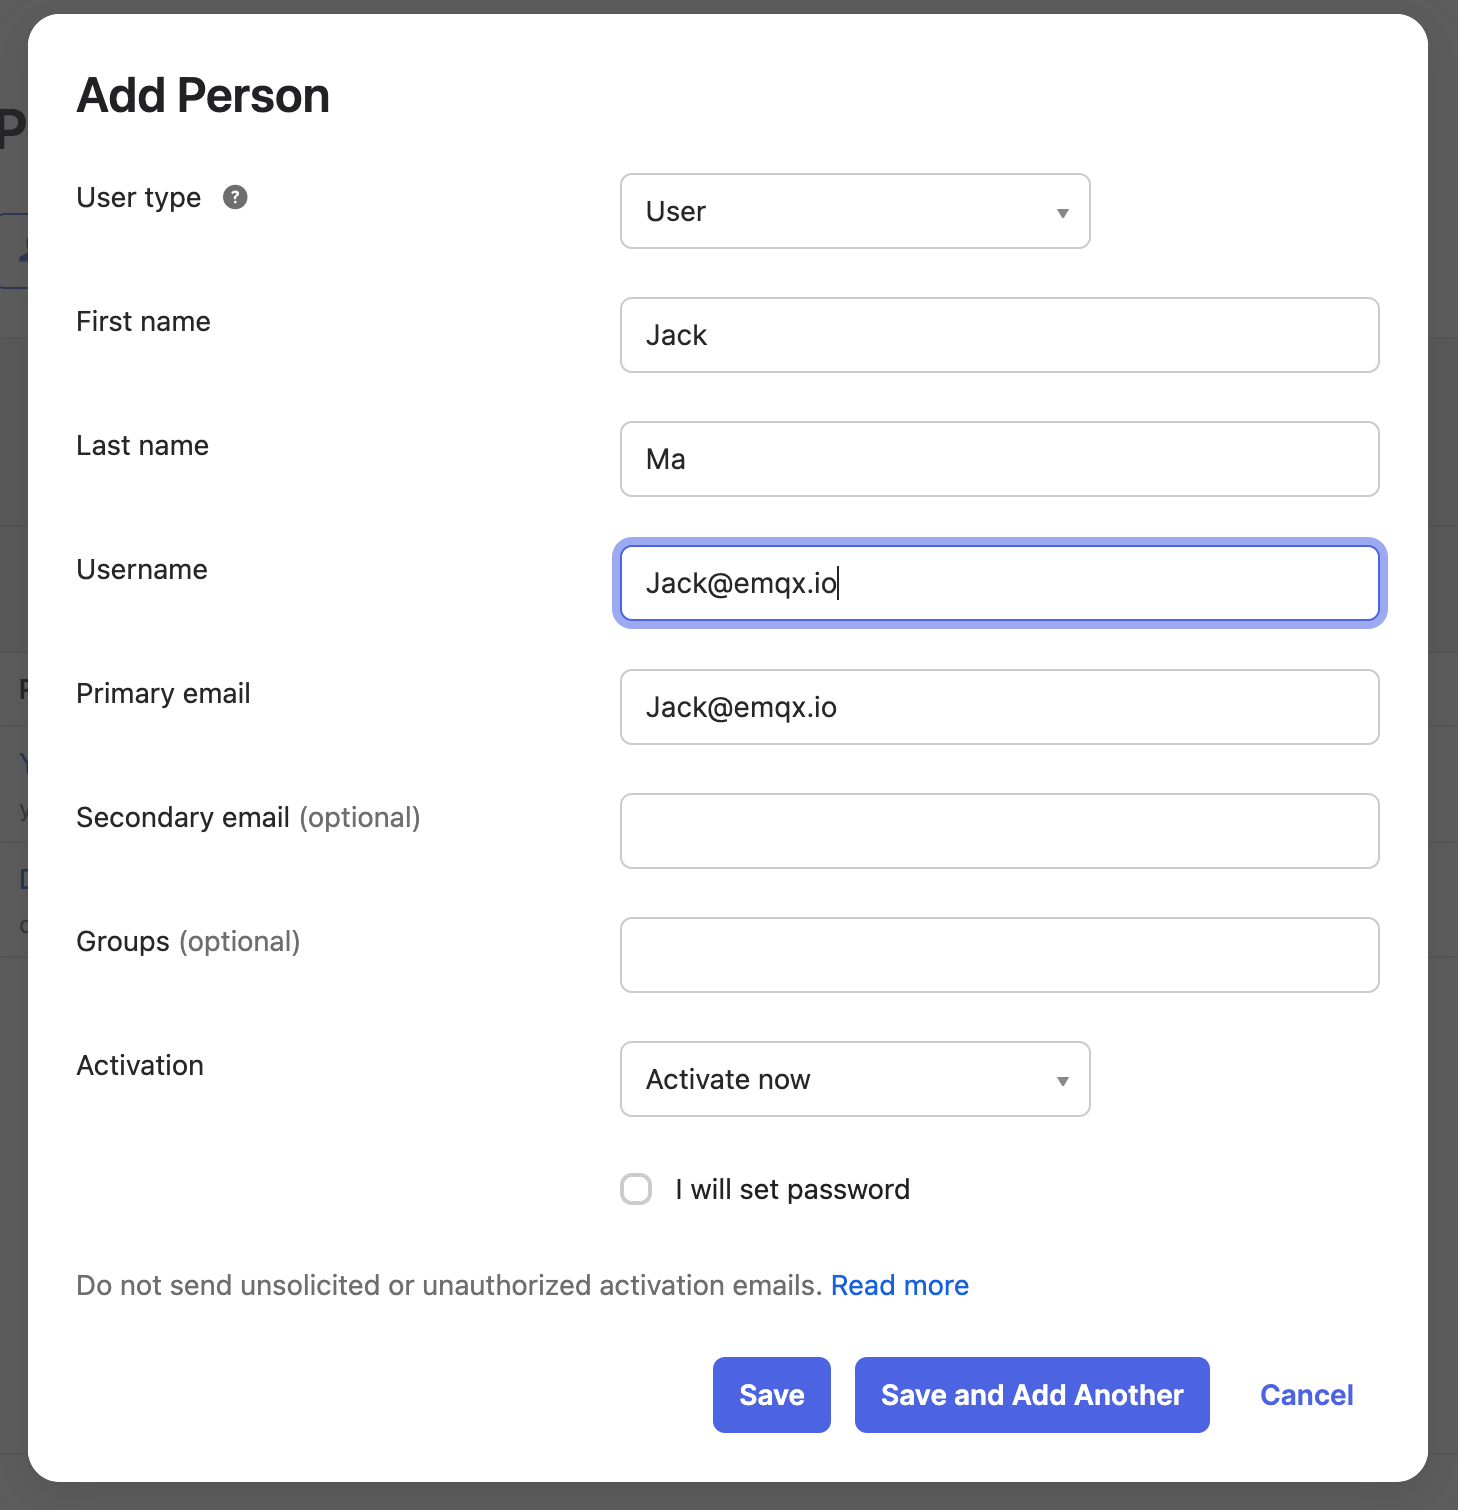 Add Person
User type ?
User
First name
Jack
Last name
Ma
Username
Jack@emqx.io
Primary email
Jack@emqx.io
Secondary email (optional)
Groups (optional)
Activation
Activate now
I will set password
Do not send unsolicited or unauthorized activation emails. Read more
Save
Save and Add Another
Cancel